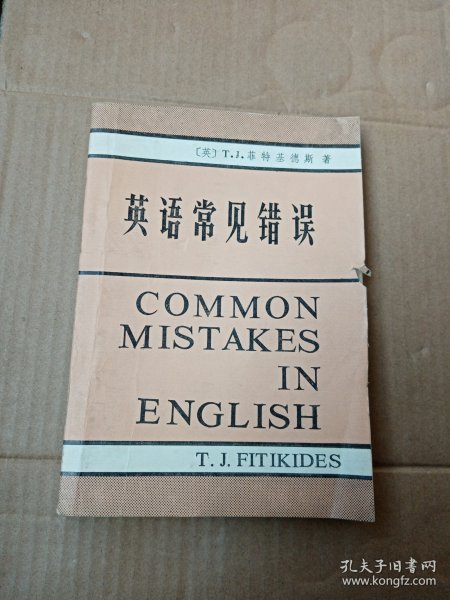 〔英〕T.J.菲特基德斯 著
英语常见错误
COMMON
MISTAKES
IN
ENGLISH
T. J. FITIKIDES
孔夫子旧书网
www.kongfz.com